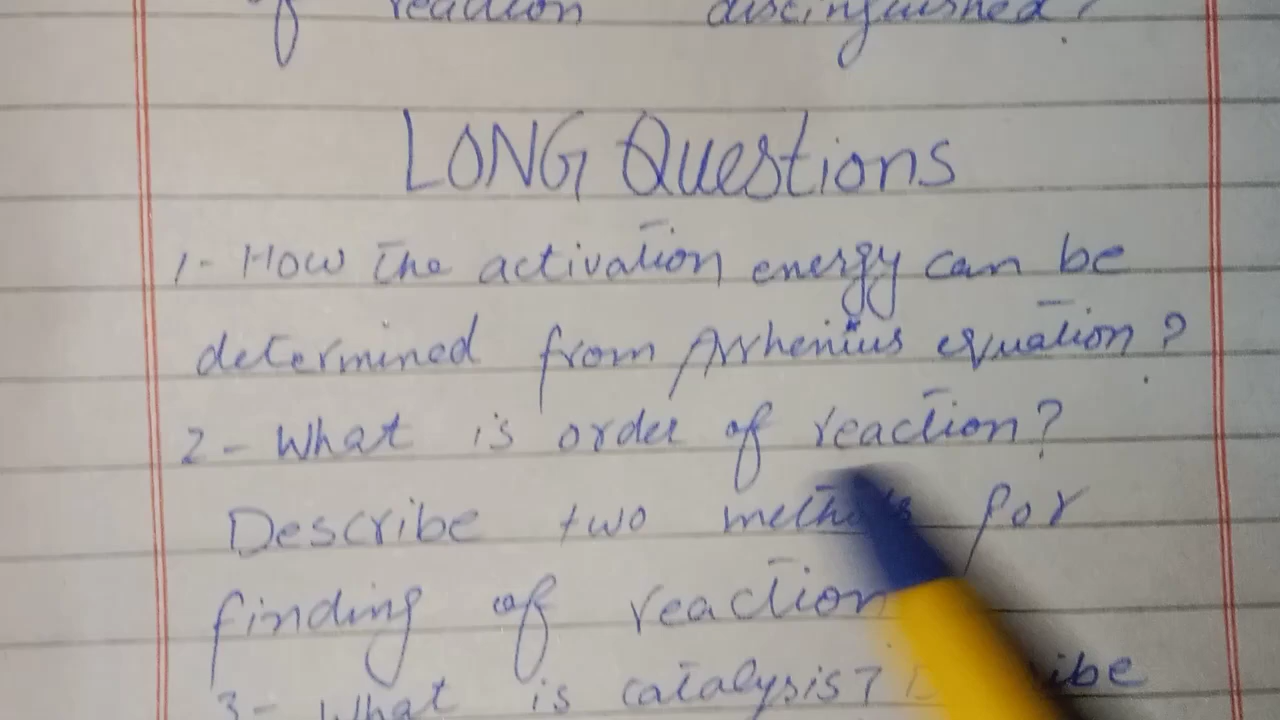 of reaction distinguished?
LONG Questions
1- How the activation energy can be
determined from Arrhenius equation?
2- What is order of reaction?
Describe two methods for
finding of reaction
3- What is catalysis?